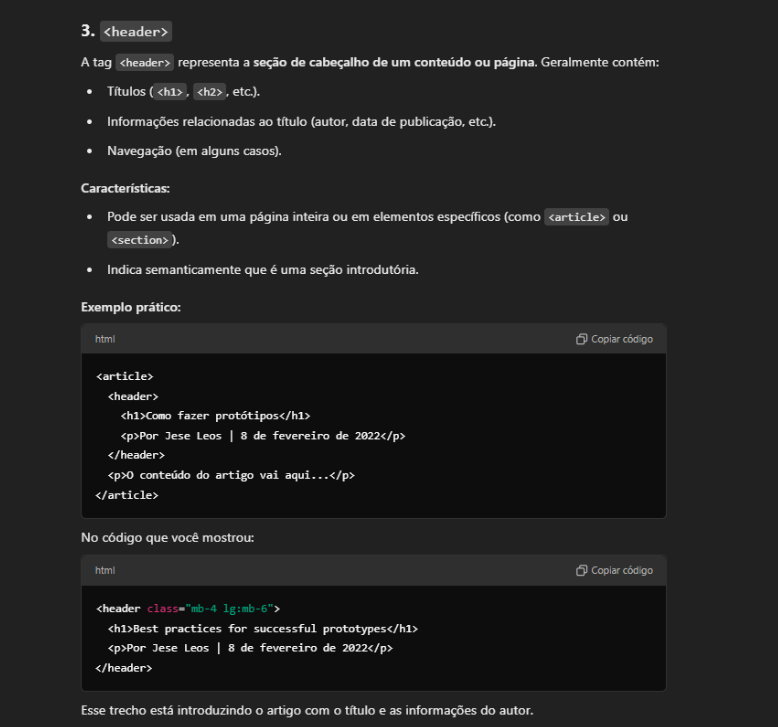 3. <header>
A tag <header> representa a seção de cabeçalho de um conteúdo ou página. Geralmente contém:
• Títulos (<h1>, <h2>, etc.).
• Informações relacionadas ao título (autor, data de publicação, etc.).
• Navegação (em alguns casos).
Características:
• Pode ser usada em uma página inteira ou em elementos específicos (como <article> ou
<section>).
• Indica semanticamente que é uma seção introdutória.
Exemplo prático:
html Copiar código
<article>
  <header>
    <h1>Como fazer protótipos</h1>
    <p>Por Jese Leos | 8 de fevereiro de 2022</p>
  </header>
  <p>O conteúdo do artigo vai aqui...</p>
</article>
No código que você mostrou:
html Copiar código
<header class="mb-4 lg:mb-6">
  <h1>Best practices for successful prototypes</h1>
  <p>Por Jese Leos | 8 de fevereiro de 2022</p>
</header>
Esse trecho está introduzindo o artigo com o título e as informações do autor.